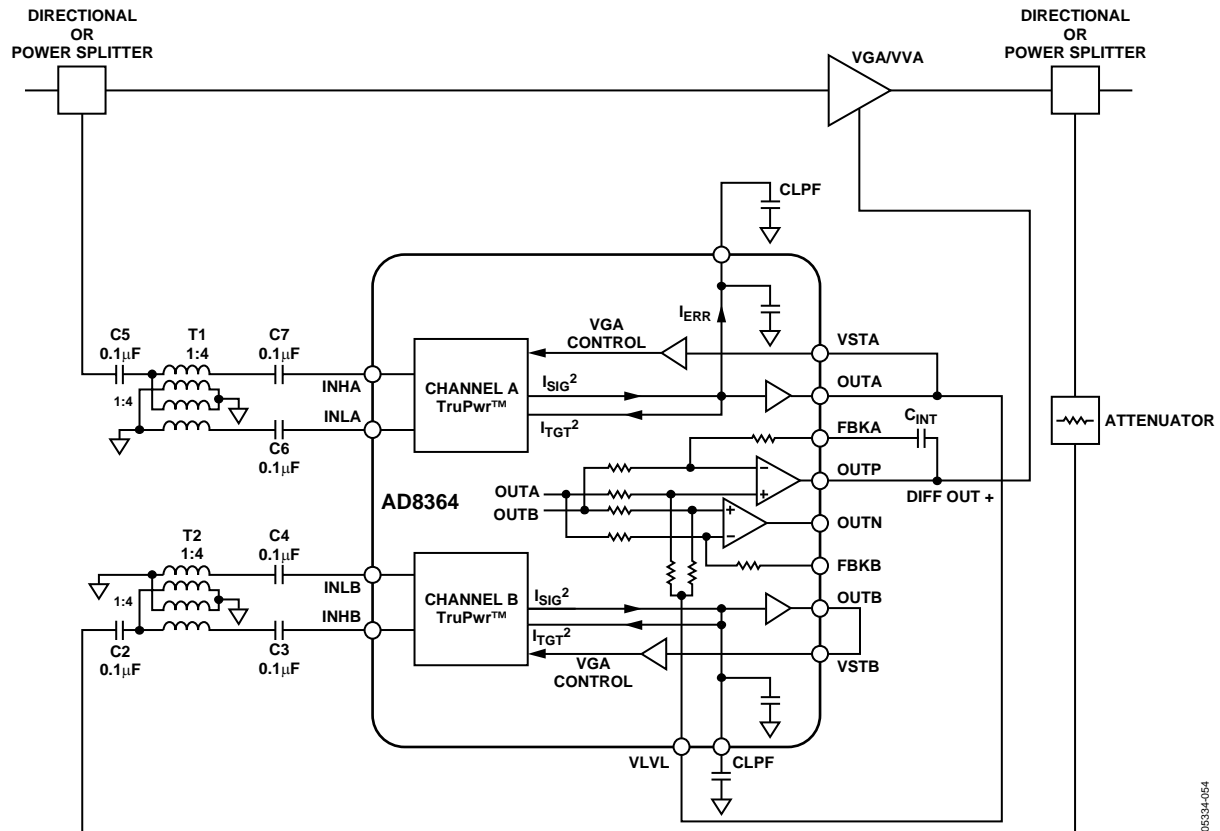 DIRECTIONAL
OR
POWER SPLITTER
DIRECTIONAL
OR
POWER SPLITTER
VGA/VVA
CLPF
C5
0.1µF
T1
1:4
C7
0.1µF
1:4
C6
0.1µF
INHA
INLA
CHANNEL A
TruPwr™
VGA
CONTROL
IERR
ISIG2
ITGT2
VSTA
OUTA
FBKA
CINT
OUTP
DIFF OUT +
OUTN
FBKB
OUTB
VSTB
ATTENUATOR
AD8364
OUTA
OUTB
T2
1:4
C4
0.1µF
1:4
C2
0.1µF
C3
0.1µF
INLB
INHB
CHANNEL B
TruPwr™
ISIG2
ITGT2
VGA
CONTROL
VLVL
CLPF
05334-054